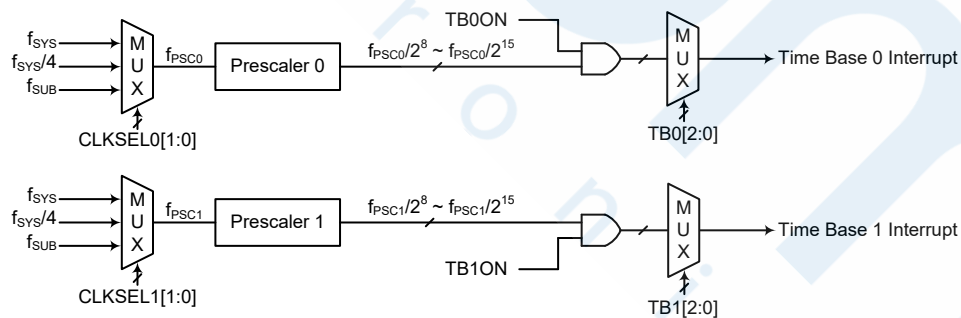 TB0ON
fSYS
fSYS/4
fSUB
M
U
X
fPSC0
Prescaler 0
fPSC0/2^8 ~ fPSC0/2^15
M
U
X
Time Base 0 Interrupt
CLKSEL0[1:0]
TB0[2:0]
fSYS
fSYS/4
fSUB
M
U
X
fPSC1
Prescaler 1
fPSC1/2^8 ~ fPSC1/2^15
M
U
X
Time Base 1 Interrupt
TB1ON
CLKSEL1[1:0]
TB1[2:0]